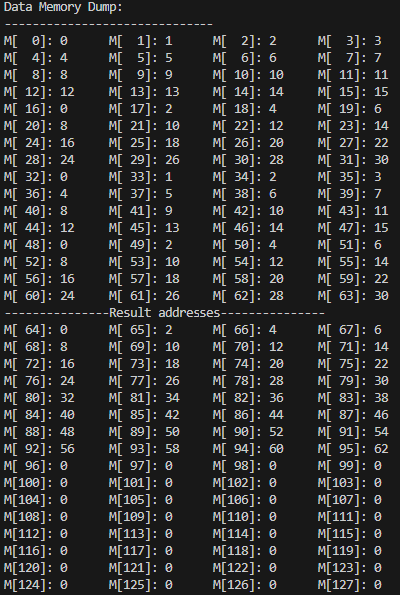 Data Memory Dump:
-----------------------------
M[  0]: 0      M[  1]: 1      M[  2]: 2      M[  3]: 3
M[  4]: 4      M[  5]: 5      M[  6]: 6      M[  7]: 7
M[  8]: 8      M[  9]: 9      M[ 10]: 10     M[ 11]: 11
M[ 12]: 12     M[ 13]: 13     M[ 14]: 14     M[ 15]: 15
M[ 16]: 0      M[ 17]: 2      M[ 18]: 4      M[ 19]: 6
M[ 20]: 8      M[ 21]: 10     M[ 22]: 12     M[ 23]: 14
M[ 24]: 16     M[ 25]: 18     M[ 26]: 20     M[ 27]: 22
M[ 28]: 24     M[ 29]: 26     M[ 30]: 28     M[ 31]: 30
M[ 32]: 0      M[ 33]: 1      M[ 34]: 2      M[ 35]: 3
M[ 36]: 4      M[ 37]: 5      M[ 38]: 6      M[ 39]: 7
M[ 40]: 8      M[ 41]: 9      M[ 42]: 10     M[ 43]: 11
M[ 44]: 12     M[ 45]: 13     M[ 46]: 14     M[ 47]: 15
M[ 48]: 0      M[ 49]: 2      M[ 50]: 4      M[ 51]: 6
M[ 52]: 8      M[ 53]: 10     M[ 54]: 12     M[ 55]: 14
M[ 56]: 16     M[ 57]: 18     M[ 58]: 20     M[ 59]: 22
M[ 60]: 24     M[ 61]: 26     M[ 62]: 28     M[ 63]: 30
---------------Result addresses---------------
M[ 64]: 0      M[ 65]: 2      M[ 66]: 4      M[ 67]: 6
M[ 68]: 8      M[ 69]: 10     M[ 70]: 12     M[ 71]: 14
M[ 72]: 16     M[ 73]: 18     M[ 74]: 20     M[ 75]: 22
M[ 76]: 24     M[ 77]: 26     M[ 78]: 28     M[ 79]: 30
M[ 80]: 32     M[ 81]: 34     M[ 82]: 36     M[ 83]: 38
M[ 84]: 40     M[ 85]: 42     M[ 86]: 44     M[ 87]: 46
M[ 88]: 48     M[ 89]: 50     M[ 90]: 52     M[ 91]: 54
M[ 92]: 56     M[ 93]: 58     M[ 94]: 60     M[ 95]: 62
M[ 96]: 0      M[ 97]: 0      M[ 98]: 0      M[ 99]: 0
M[100]: 0      M[101]: 0      M[102]: 0      M[103]: 0
M[104]: 0      M[105]: 0      M[106]: 0      M[107]: 0
M[108]: 0      M[109]: 0      M[110]: 0      M[111]: 0
M[112]: 0      M[113]: 0      M[114]: 0      M[115]: 0
M[116]: 0      M[117]: 0      M[118]: 0      M[119]: 0
M[120]: 0      M[121]: 0      M[122]: 0      M[123]: 0
M[124]: 0      M[125]: 0      M[126]: 0      M[127]: 0